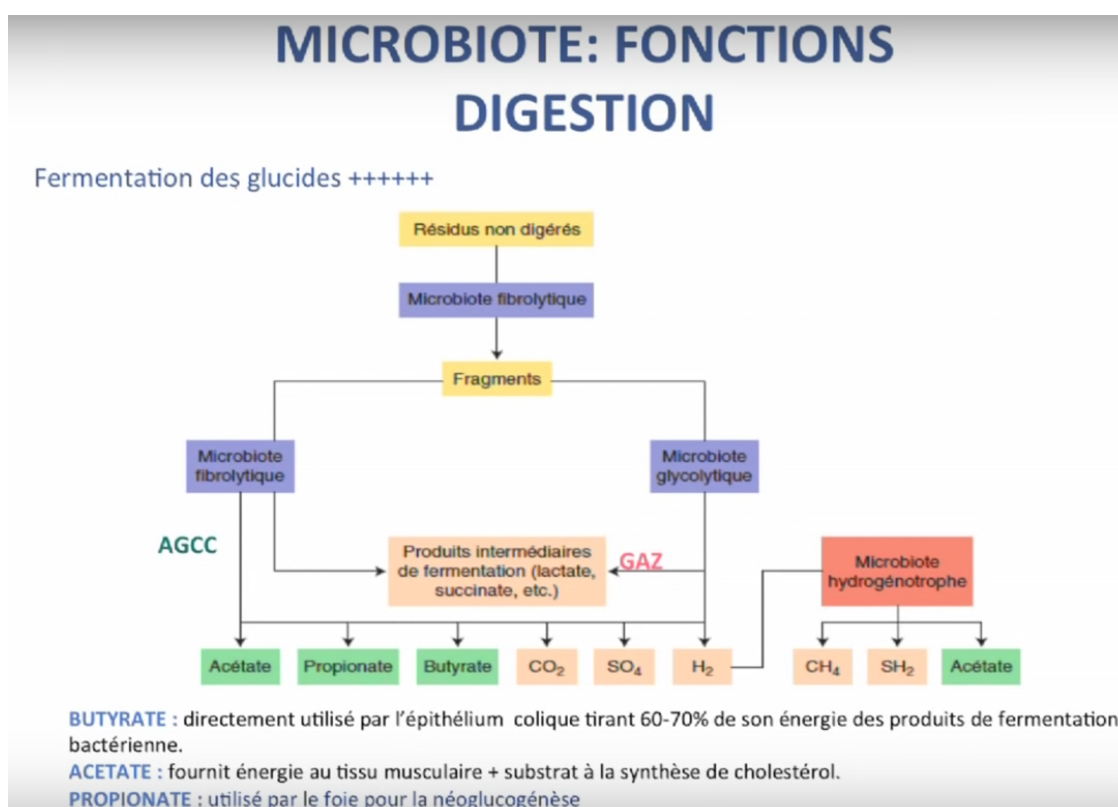 MICROBIOTE: FONCTIONS
DIGESTION
Fermentation des glucides ++++++
Résidus non digérés
Microbiote fibrolytique
Fragments
Microbiote
fibrolytique
Microbiote
glycolytique
AGCC
Produits intermédiaires
de fermentation (lactate,
succinate, etc.)
GAZ
Microbiote
hydrogénotrophe
Acétate
Propionate
Butyrate
CO₂
SO₄
H₂
CH₄
SH₂
Acétate
BUTYRATE : directement utilisé par l'épithélium colique tirant 60-70% de son énergie des produits de fermentation
bactérienne.
ACETATE : fournit énergie au tissu musculaire + substrat à la synthèse de cholestérol.
PROPIONATE : utilisé par le foie pour la néoglucogénèse